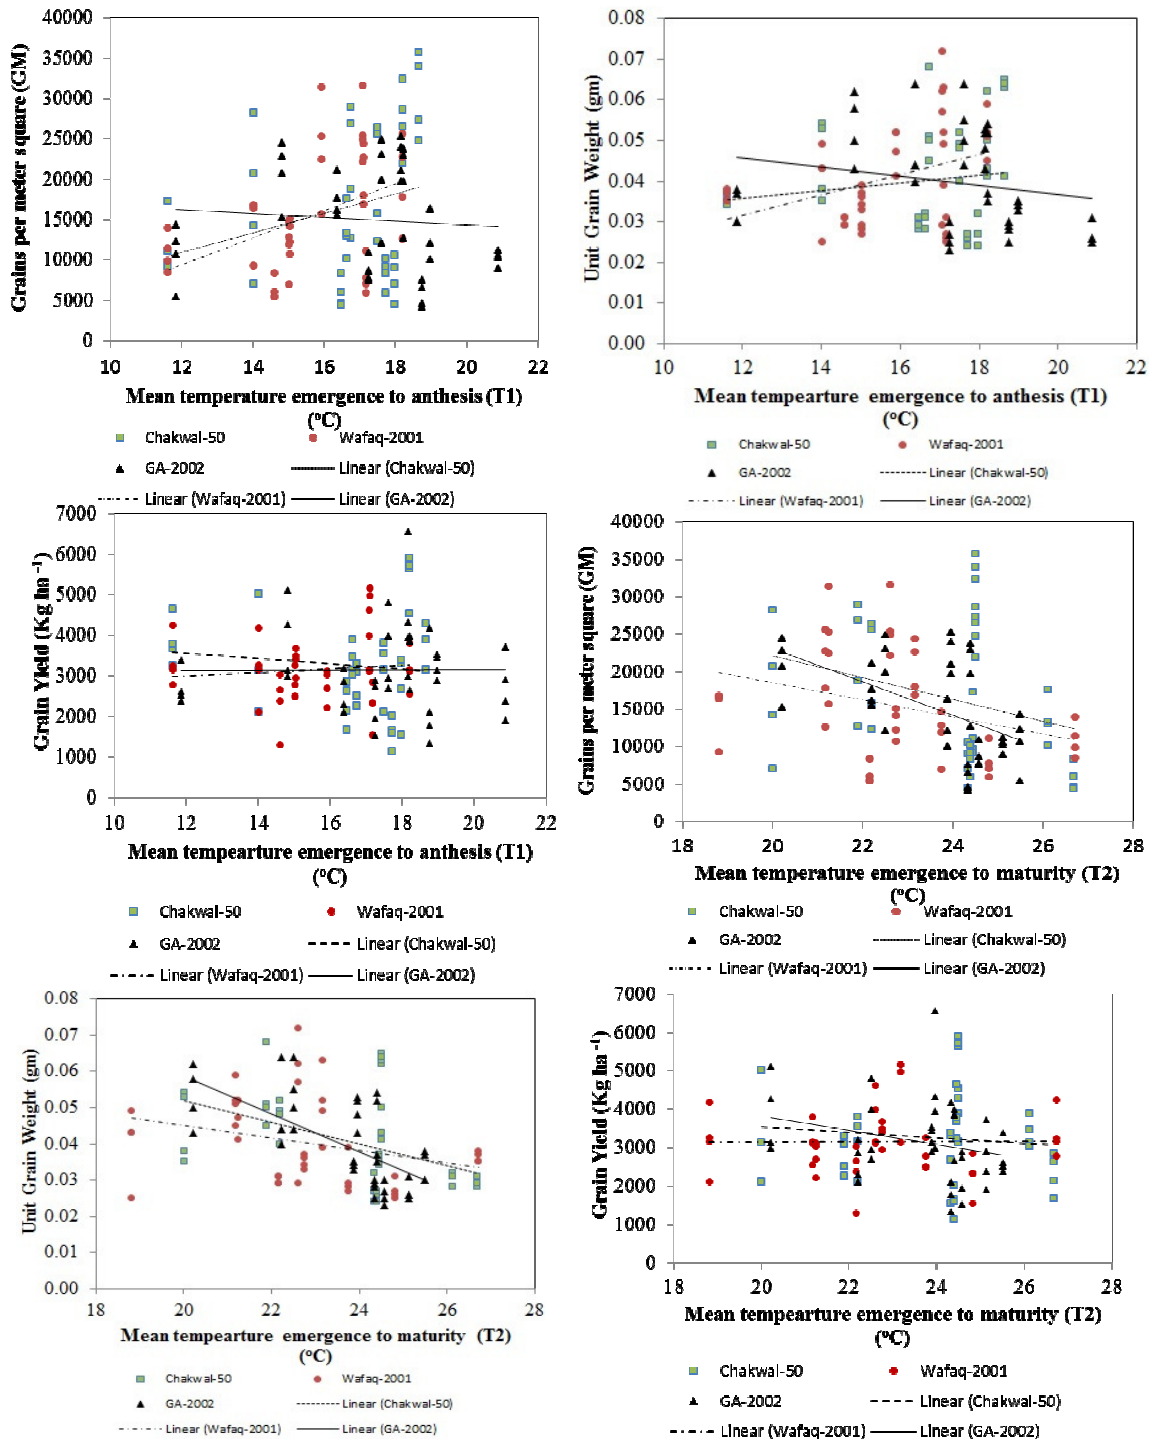 Grains per meter square (GM)
40000
35000
30000
25000
20000
15000
10000
5000
0
10 12 14 16 18 20 22
Mean temperature emergence to anthesis (T1)
(°C)
Chakwal-50 Wafaq-2001
GA-2002 Linear (Chakwal-50)
Linear (Wafaq-2001) Linear (GA-2002)
Unit Grain Weight (gm)
0.08
0.07
0.06
0.05
0.04
0.03
0.02
0.01
0.00
10 12 14 16 18 20 22
Mean tempearture emergence to anthesis (T1)
(°C)
Chakwal-50 Wafaq-2001
GA-2002 Linear (Chakwal-50)
Linear (Wafaq-2001) Linear (GA-2002)
Grain Yield (Kg ha -1)
7000
6000
5000
4000
3000
2000
1000
0
10 12 14 16 18 20 22
Mean tempearture emergence to anthesis (T1)
(°C)
Chakwal-50 Wafaq-2001
GA-2002 Linear (Chakwal-50)
Linear (Wafaq-2001) Linear (GA-2002)
Grains per meter square (GM)
40000
35000
30000
25000
20000
15000
10000
5000
0
18 20 22 24 26 28
Mean temperature emergence to maturity (T2)
(°C)
Chakwal-50 Wafaq-2001
GA-2002 Linear (Chakwal-50)
Linear (Wafaq-2001) Linear (GA-2002)
Unit Grain Weight (gm)
0.08
0.07
0.06
0.05
0.04
0.03
0.02
0.01
0.00
18 20 22 24 26 28
Mean tempearture emergence to maturity (T2)
(°C)
Chakwal-50 Wafaq-2001
GA-2002 Linear (Chakwal-50)
Linear (Wafaq-2001) Linear (GA-2002)
Grain Yield (Kg ha -1)
7000
6000
5000
4000
3000
2000
1000
0
18 20 22 24 26 28
Mean tempearture emergence to maturity (T2)
(°C)
Chakwal-50 Wafaq-2001
GA-2002 Linear (Chakwal-50)
Linear (Wafaq-2001) Linear (GA-2002)